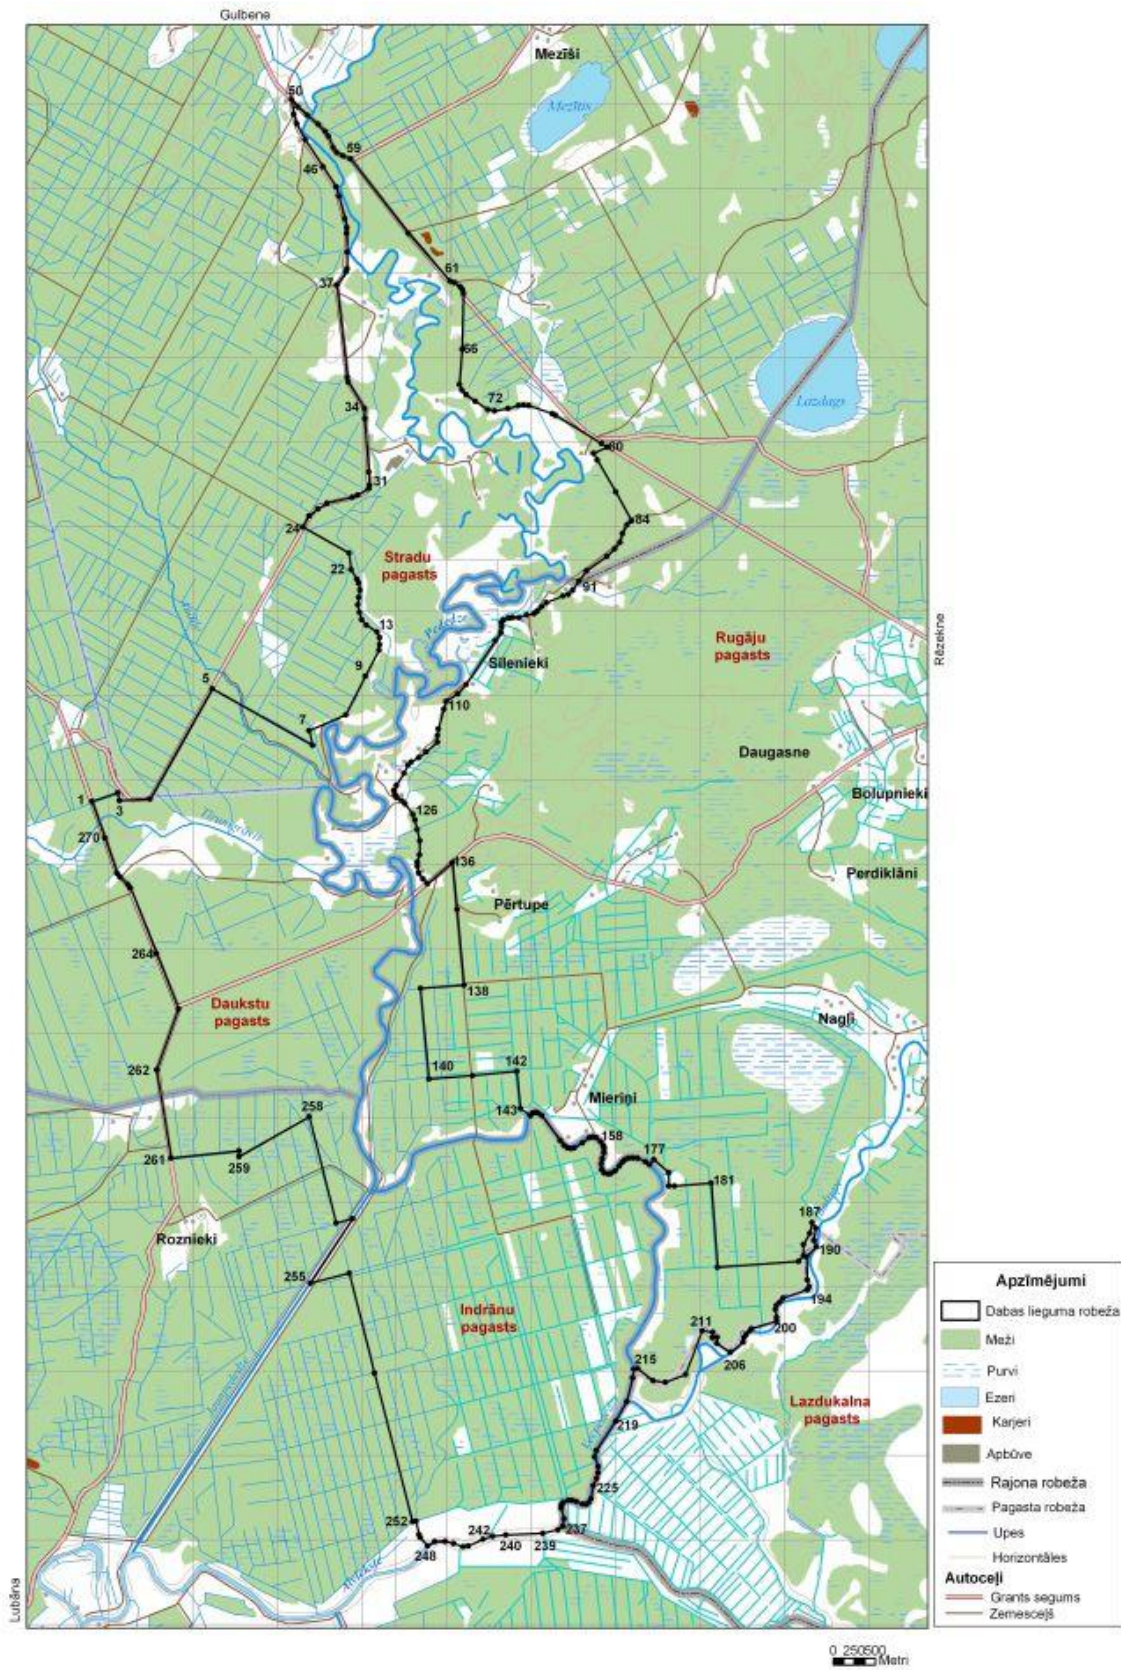 Gulbene
Mezīši
Mezītis
50
59
46
61
37
66
72
34
Lazdags
80
31
24
84
Stradu
pagasts
22
91
13
Pededze
Rugāju
pagasts
Rēzekne
Silenieki
9
5
110
7
Daugasne
Bolupnieki
1
3
126
270
136
Perdiklāni
Pērtupe
264
138
Daukstu
pagasts
Nagļi
262
140
142
143
Mieriņi
258
158
177
261
259
181
187
Roznieki
190
255
194
Indrānu
pagasts
211
200
206
215
Lazdukalna
pagasts
219
225
252
242
240
239
237
248
Aiviekste
Lubāna
Apzīmējumi
Dabas lieguma robeža
Meži
Purvi
Ezeri
Karjeri
Apbūve
Rajona robeža
Pagasta robeža
Upes
Horizontāles
Autoceļi
Grants segums
Zemesceļš
0 250500
Metri